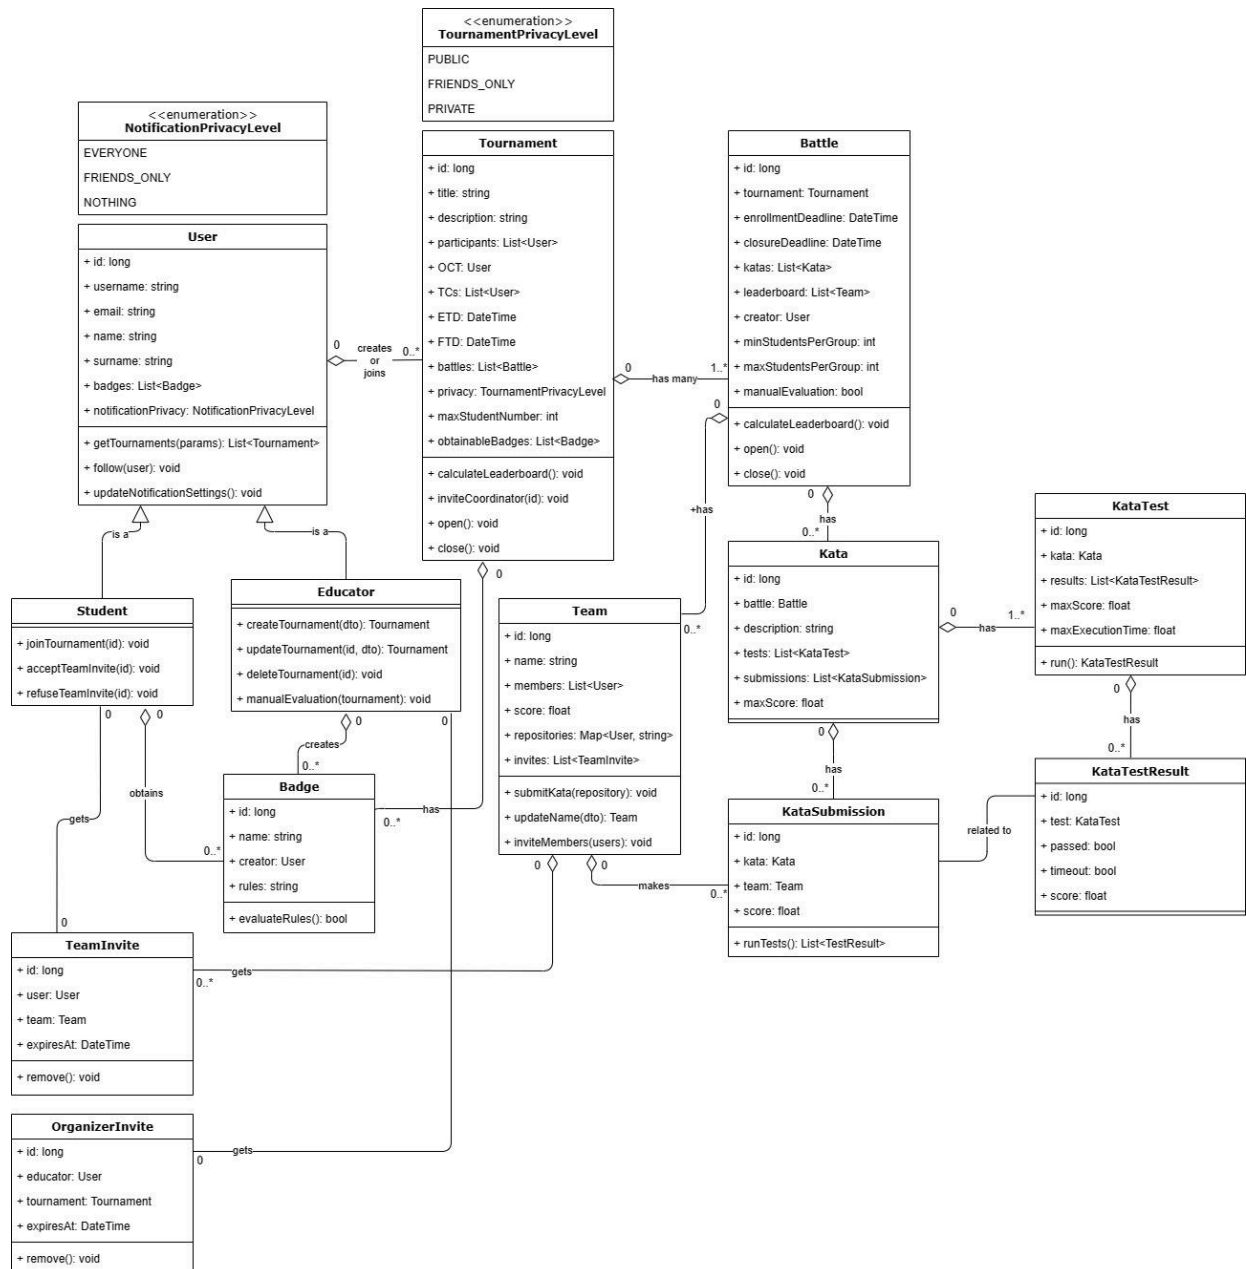 <<enumeration>>
TournamentPrivacyLevel
PUBLIC
FRIENDS_ONLY
PRIVATE
<<enumeration>>
NotificationPrivacyLevel
EVERYONE
FRIENDS_ONLY
NOTHING
User
+ id: long
+ username: string
+ email: string
+ name: string
+ surname: string
+ badges: List<Badge>
+ notificationPrivacy: NotificationPrivacyLevel
+ getTournaments(params): List<Tournament>
+ follow(user): void
+ updateNotificationSettings(): void
0
creates
or
joins
0..*
Tournament
+ id: long
+ title: string
+ description: string
+ participants: List<User>
+ OCT: User
+ TCs: List<User>
+ ETD: DateTime
+ FTD: DateTime
+ battles: List<Battle>
+ privacy: TournamentPrivacyLevel
+ maxStudentNumber: int
+ obtainableBadges: List<Badge>
+ calculateLeaderboard(): void
+ inviteCoordinator(id): void
+ open(): void
+ close(): void
0
has many
1..*
Battle
+ id: long
+ tournament: Tournament
+ enrollmentDeadline: DateTime
+ closureDeadline: DateTime
+ katas: List<Kata>
+ leaderboard: List<Team>
+ creator: User
+ minStudentsPerGroup: int
+ maxStudentsPerGroup: int
+ manualEvaluation: bool
+ calculateLeaderboard(): void
+ open(): void
+ close(): void
0
+has
0..*
0
has
0..*
is a
is a
Student
+ joinTournament(id): void
+ acceptTeamInvite(id): void
+ refuseTeamInvite(id): void
Educator
+ createTournament(dto): Tournament
+ updateTournament(id, dto): Tournament
+ deleteTournament(id): void
+ manualEvaluation(tournament): void
0
has
0..*
Team
+ id: long
+ name: string
+ members: List<User>
+ score: float
+ repositories: Map<User, string>
+ invites: List<TeamInvite>
+ submitKata(repository): void
+ updateName(dto): Team
+ inviteMembers(users): void
Kata
+ id: long
+ battle: Battle
+ description: string
+ tests: List<KataTest>
+ submissions: List<KataSubmission>
+ maxScore: float
0
has
1..*
KataTest
+ id: long
+ kata: Kata
+ results: List<KataTestResult>
+ maxScore: float
+ maxExecutionTime: float
+ run(): KataTestResult
0
has
0..*
0
gets
0
0
obtains
0..*
0
creates
0..*
0
gets
0
Badge
+ id: long
+ name: string
+ creator: User
+ rules: string
+ evaluateRules(): bool
0
has
0..*
KataSubmission
+ id: long
+ kata: Kata
+ team: Team
+ score: float
+ runTests(): List<TestResult>
related to
KataTestResult
+ id: long
+ test: KataTest
+ passed: bool
+ timeout: bool
+ score: float
0
makes
0..*
0
gets
0..*
TeamInvite
+ id: long
+ user: User
+ team: Team
+ expiresAt: DateTime
+ remove(): void
OrganizerInvite
+ id: long
+ educator: User
+ tournament: Tournament
+ expiresAt: DateTime
+ remove(): void